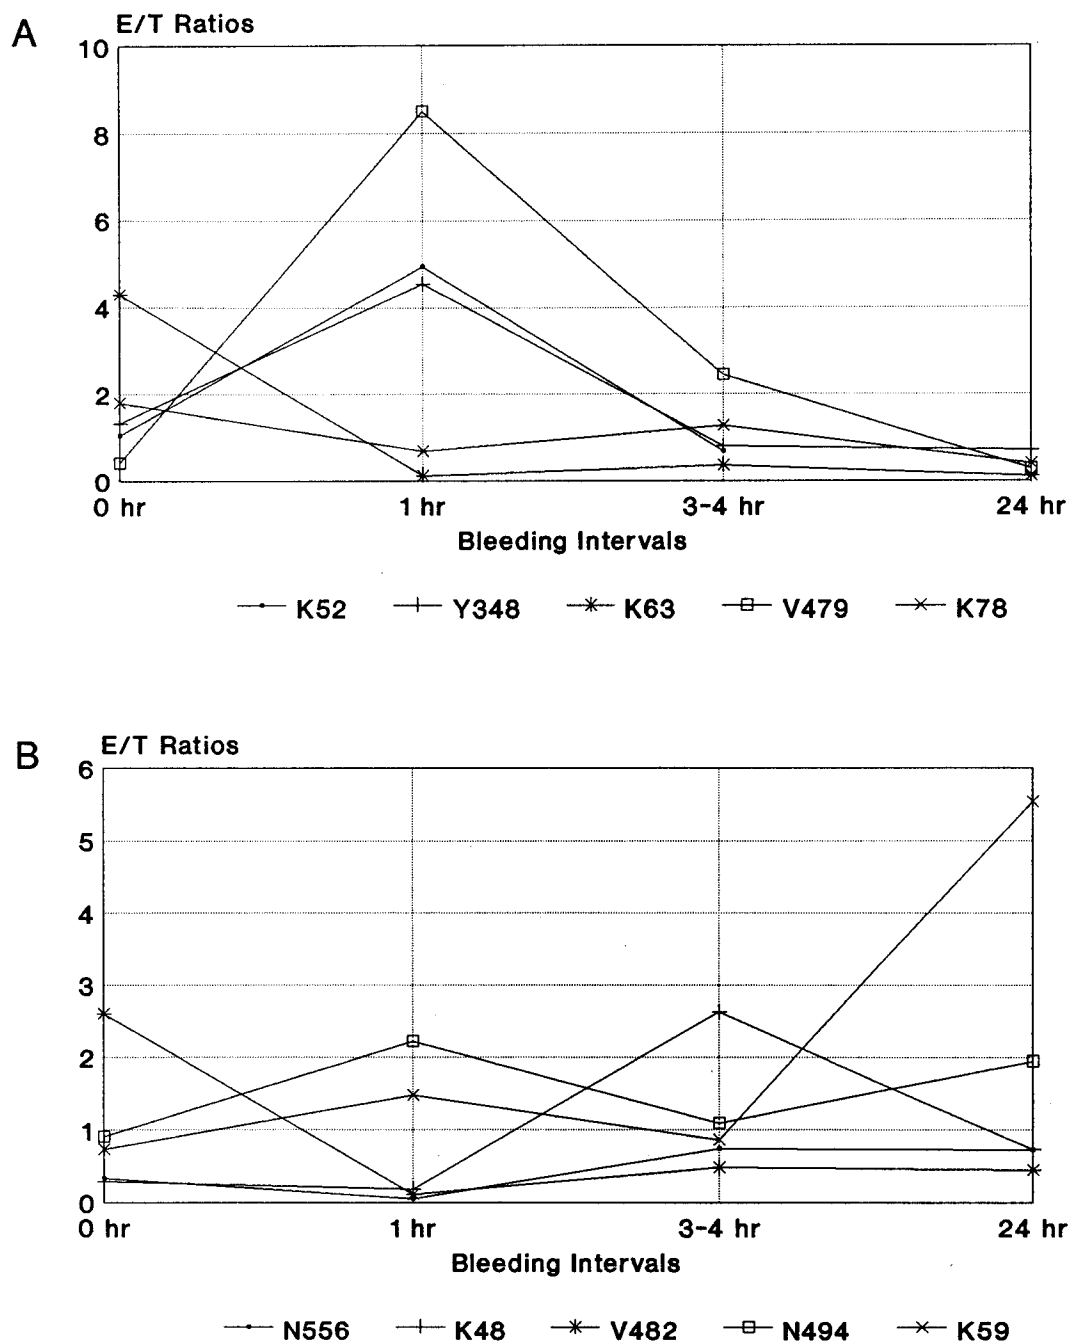 A
E/T Ratios
10
8
6
4
2
0
0 hr 1 hr 3-4 hr 24 hr
Bleeding Intervals
K52 Y348 K63 V479 K78
B
E/T Ratios
6
5
4
3
2
1
0
0 hr 1 hr 3-4 hr 24 hr
Bleeding Intervals
N556 K48 V482 N494 K59